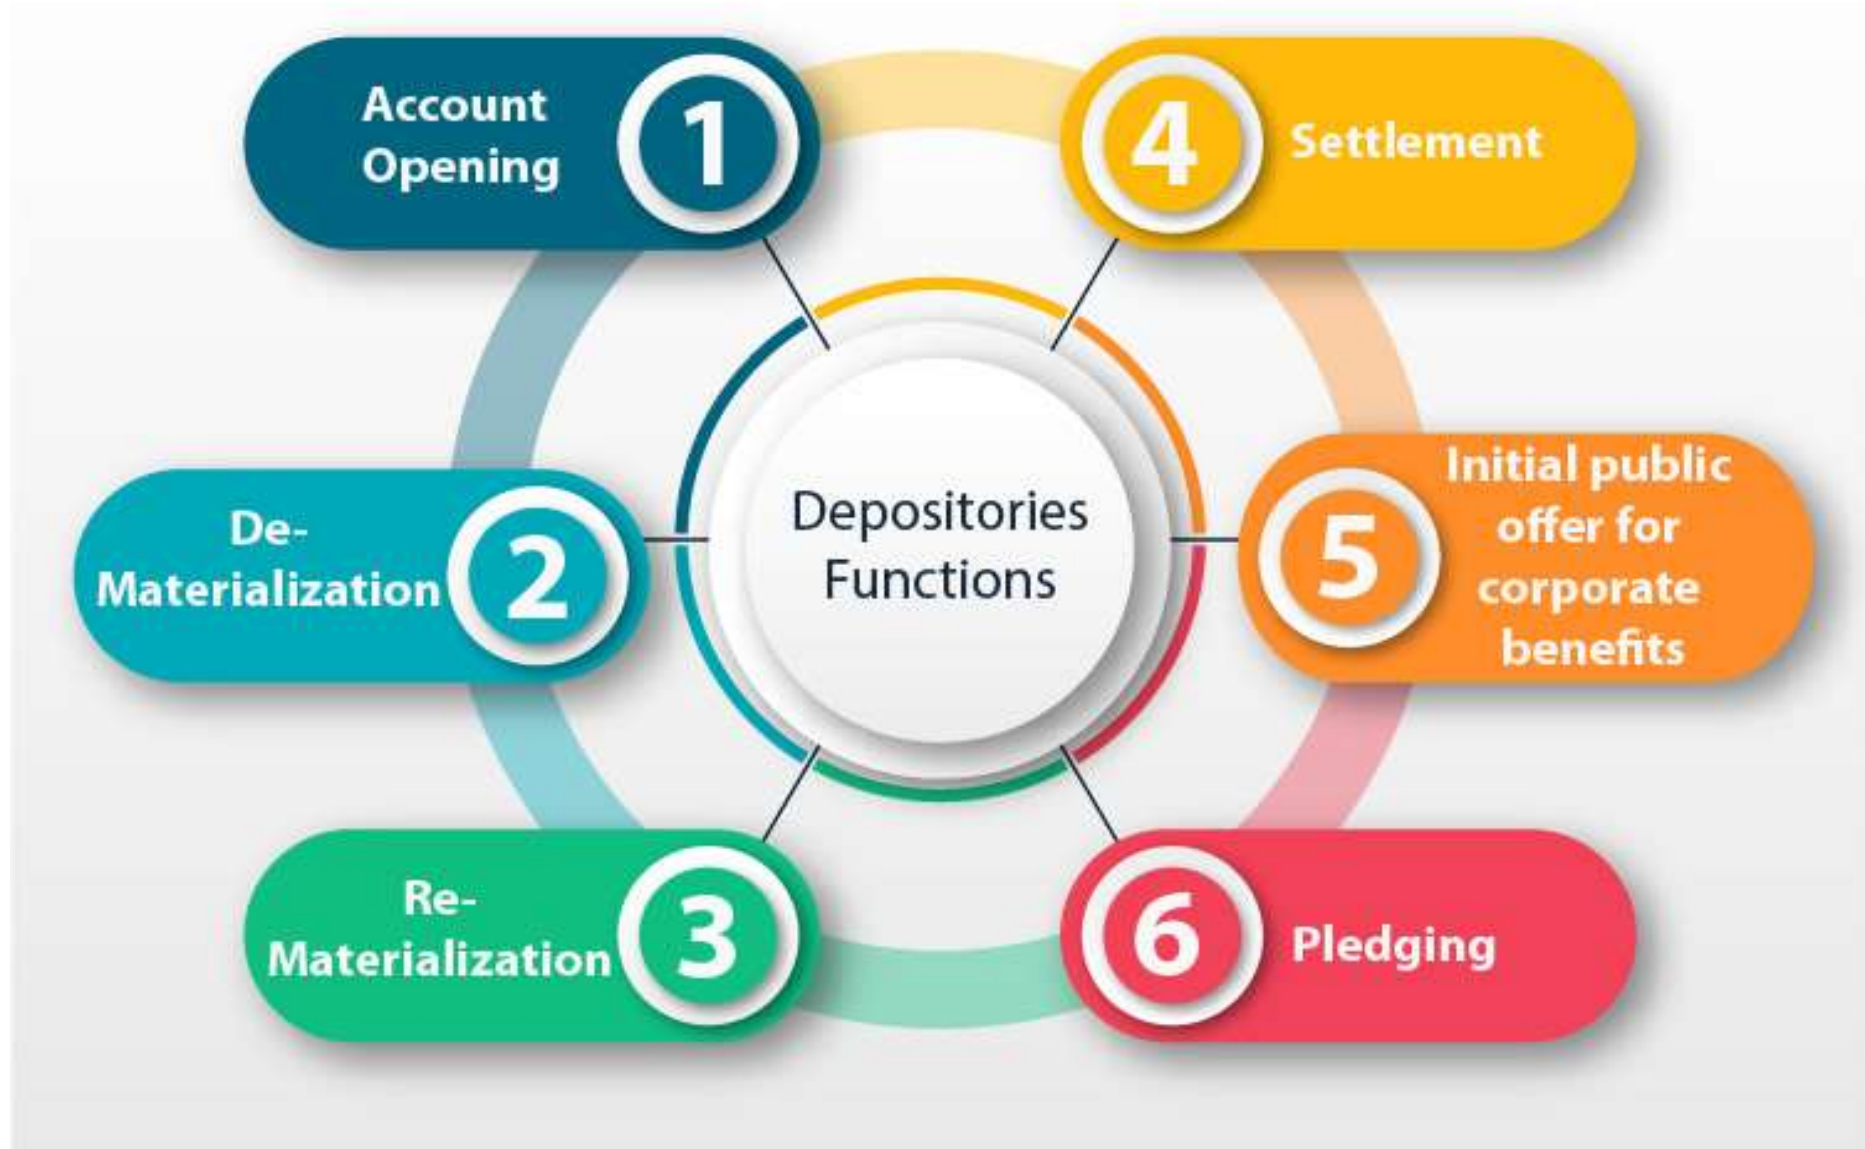 Account
Opening
1
De-
Materialization
2
Re-
Materialization
3
Depositories
Functions
4
Settlement
5
Initial public
offer for
corporate
benefits
6
Pledging